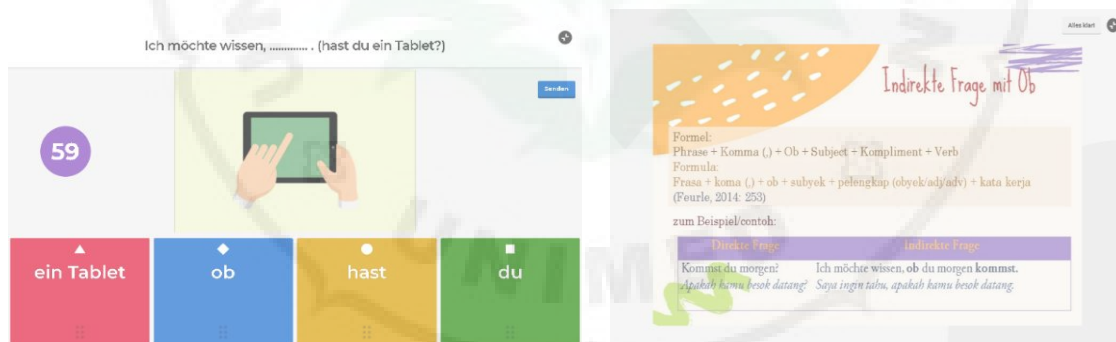 Ich möchte wissen, ............. . (hast du ein Tablet?)
Senden
59
ein Tablet
ob
hast
du
Alles klar!
Indirekte Frage mit Ob
Formel:
Phrase + Komma (,) + Ob + Subject + Kompliment + Verb
Formula:
Frasa + koma (,) + ob + subyek + pelengkap (obyek/adj/adv) + kata kerja
(Feurle, 2014: 253)
zum Beispiel/contoh:
Direkte Frage Indirekte Frage
Kommst du morgen? Ich möchte wissen, ob du morgen kommst.
Apakah kamu besok datang? Saya ingin tahu, apakah kamu besok datang.
UNIM